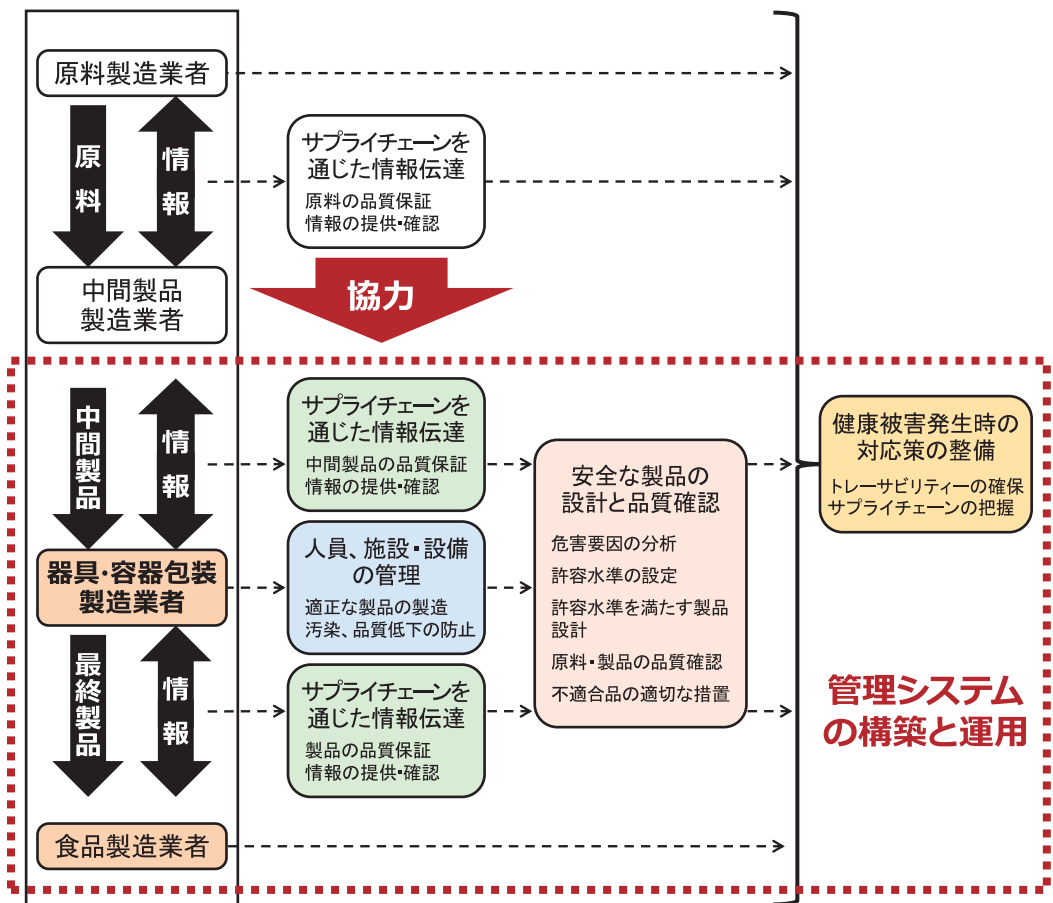 原料製造業者
原料
情報
サプライチェーンを
通じた情報伝達
原料の品質保証
情報の提供・確認
中間製品
製造業者
協力
中間製品
情報
サプライチェーンを
通じた情報伝達
中間製品の品質保証
情報の提供・確認
器具・容器包装
製造業者
人員、施設・設備
の管理
適正な製品の製造
汚染、品質低下の防止
最終製品
情報
サプライチェーンを
通じた情報伝達
製品の品質保証
情報の提供・確認
食品製造業者
安全な製品の
設計と品質確認
危害要因の分析
許容水準の設定
許容水準を満たす製品
設計
原料・製品の品質確認
不適合品の適切な措置
健康被害発生時の
対応策の整備
トレーサビリティーの確保
サプライチェーンの把握
管理システム
の構築と運用